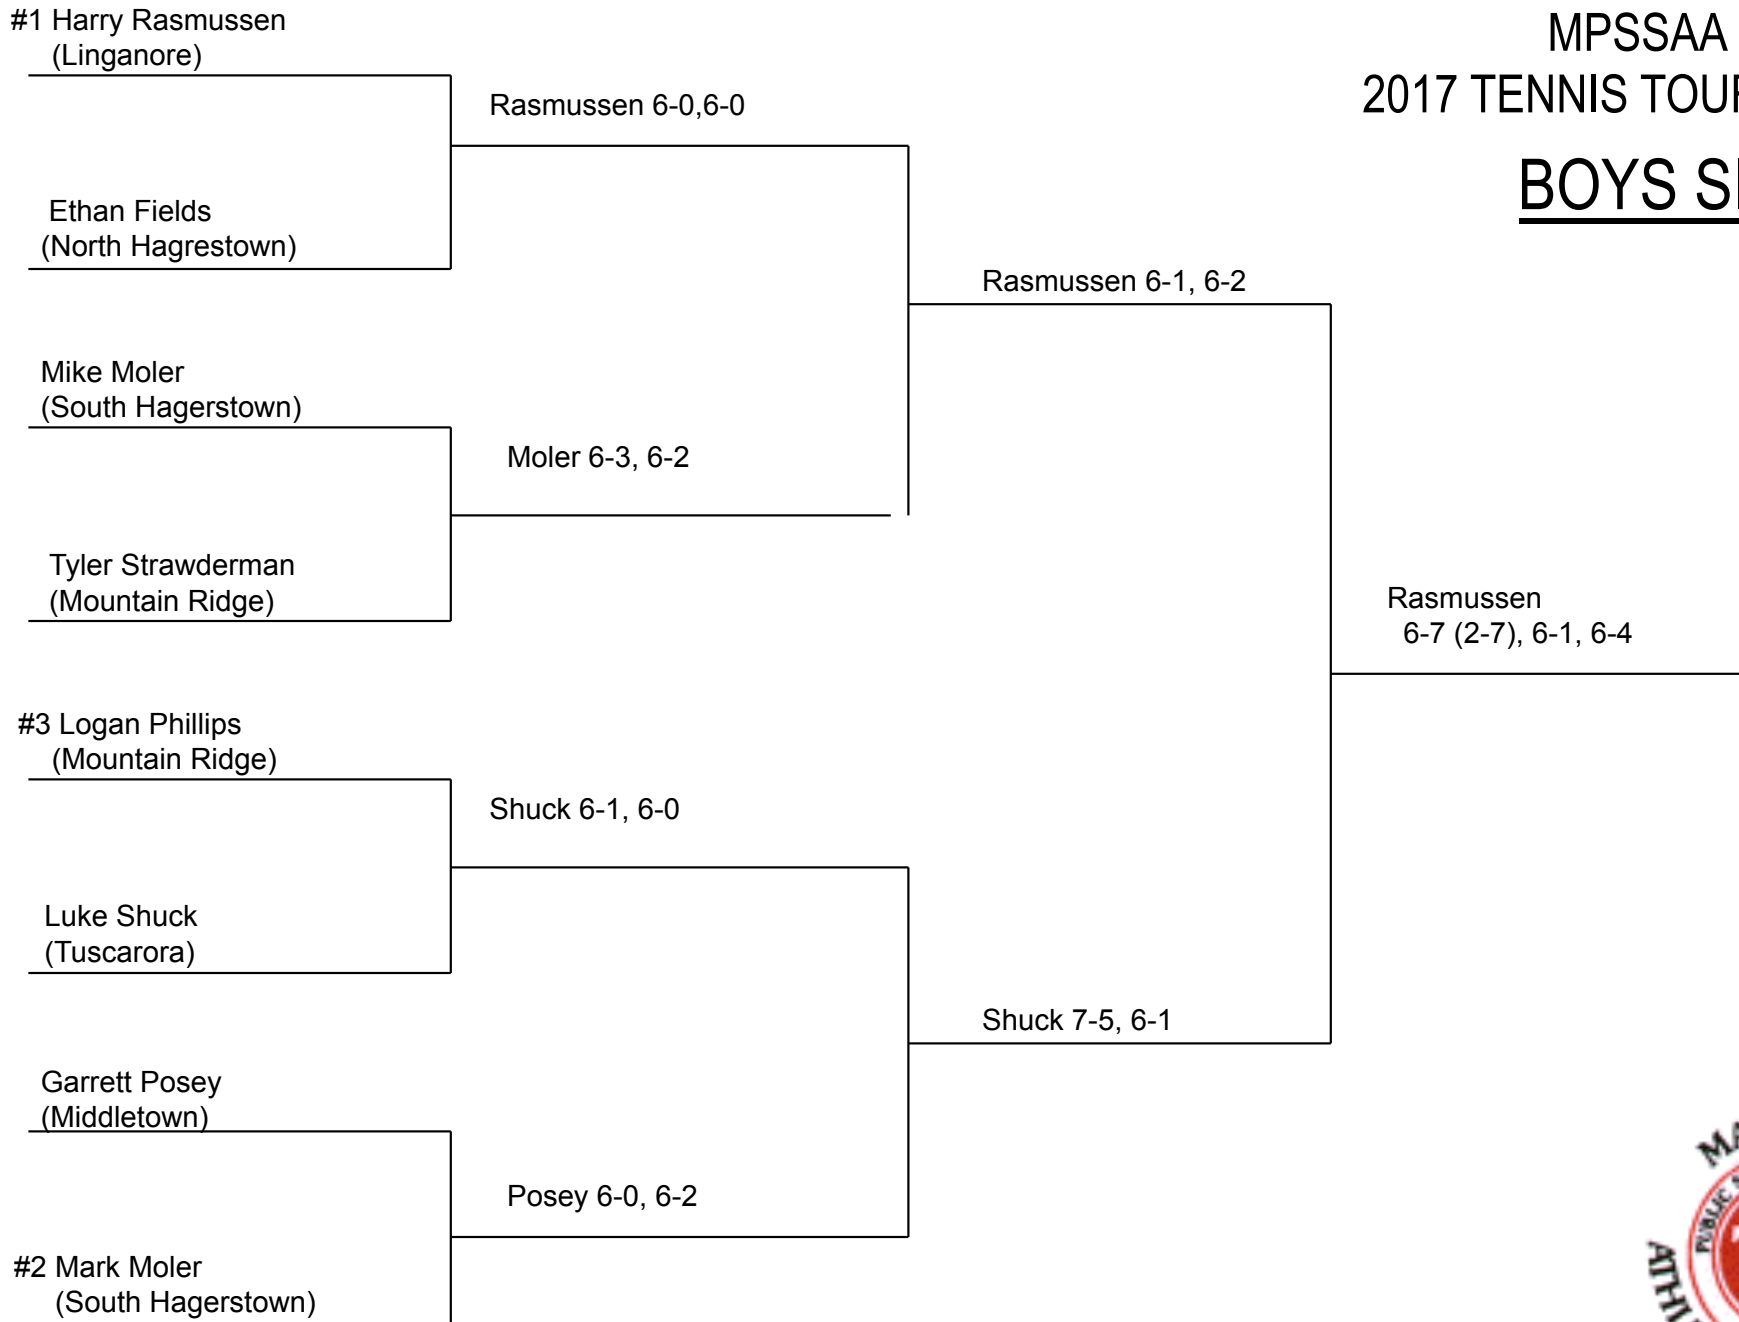 #1 Harry Rasmussen
(Linganore)
MPSSAA
2017 TENNIS
BOYS
Rasmussen 6-0,6-0
Ethan Fields
(North Hagrestown)
Rasmussen 6-1, 6-2
Mike Moler
(South Hagerstown)
Moler 6-3, 6-2
Tyler Strawderman
(Mountain Ridge)
Rasmussen
6-7 (2-7), 6-1, 6-4
#3 Logan Phillips
(Mountain Ridge)
Shuck 6-1, 6-0
Luke Shuck
(Tuscarora)
Shuck 7-5, 6-1
Garrett Posey
(Middletown)
Posey 6-0, 6-2
#2 Mark Moler
(South Hagerstown)
PUBLIC